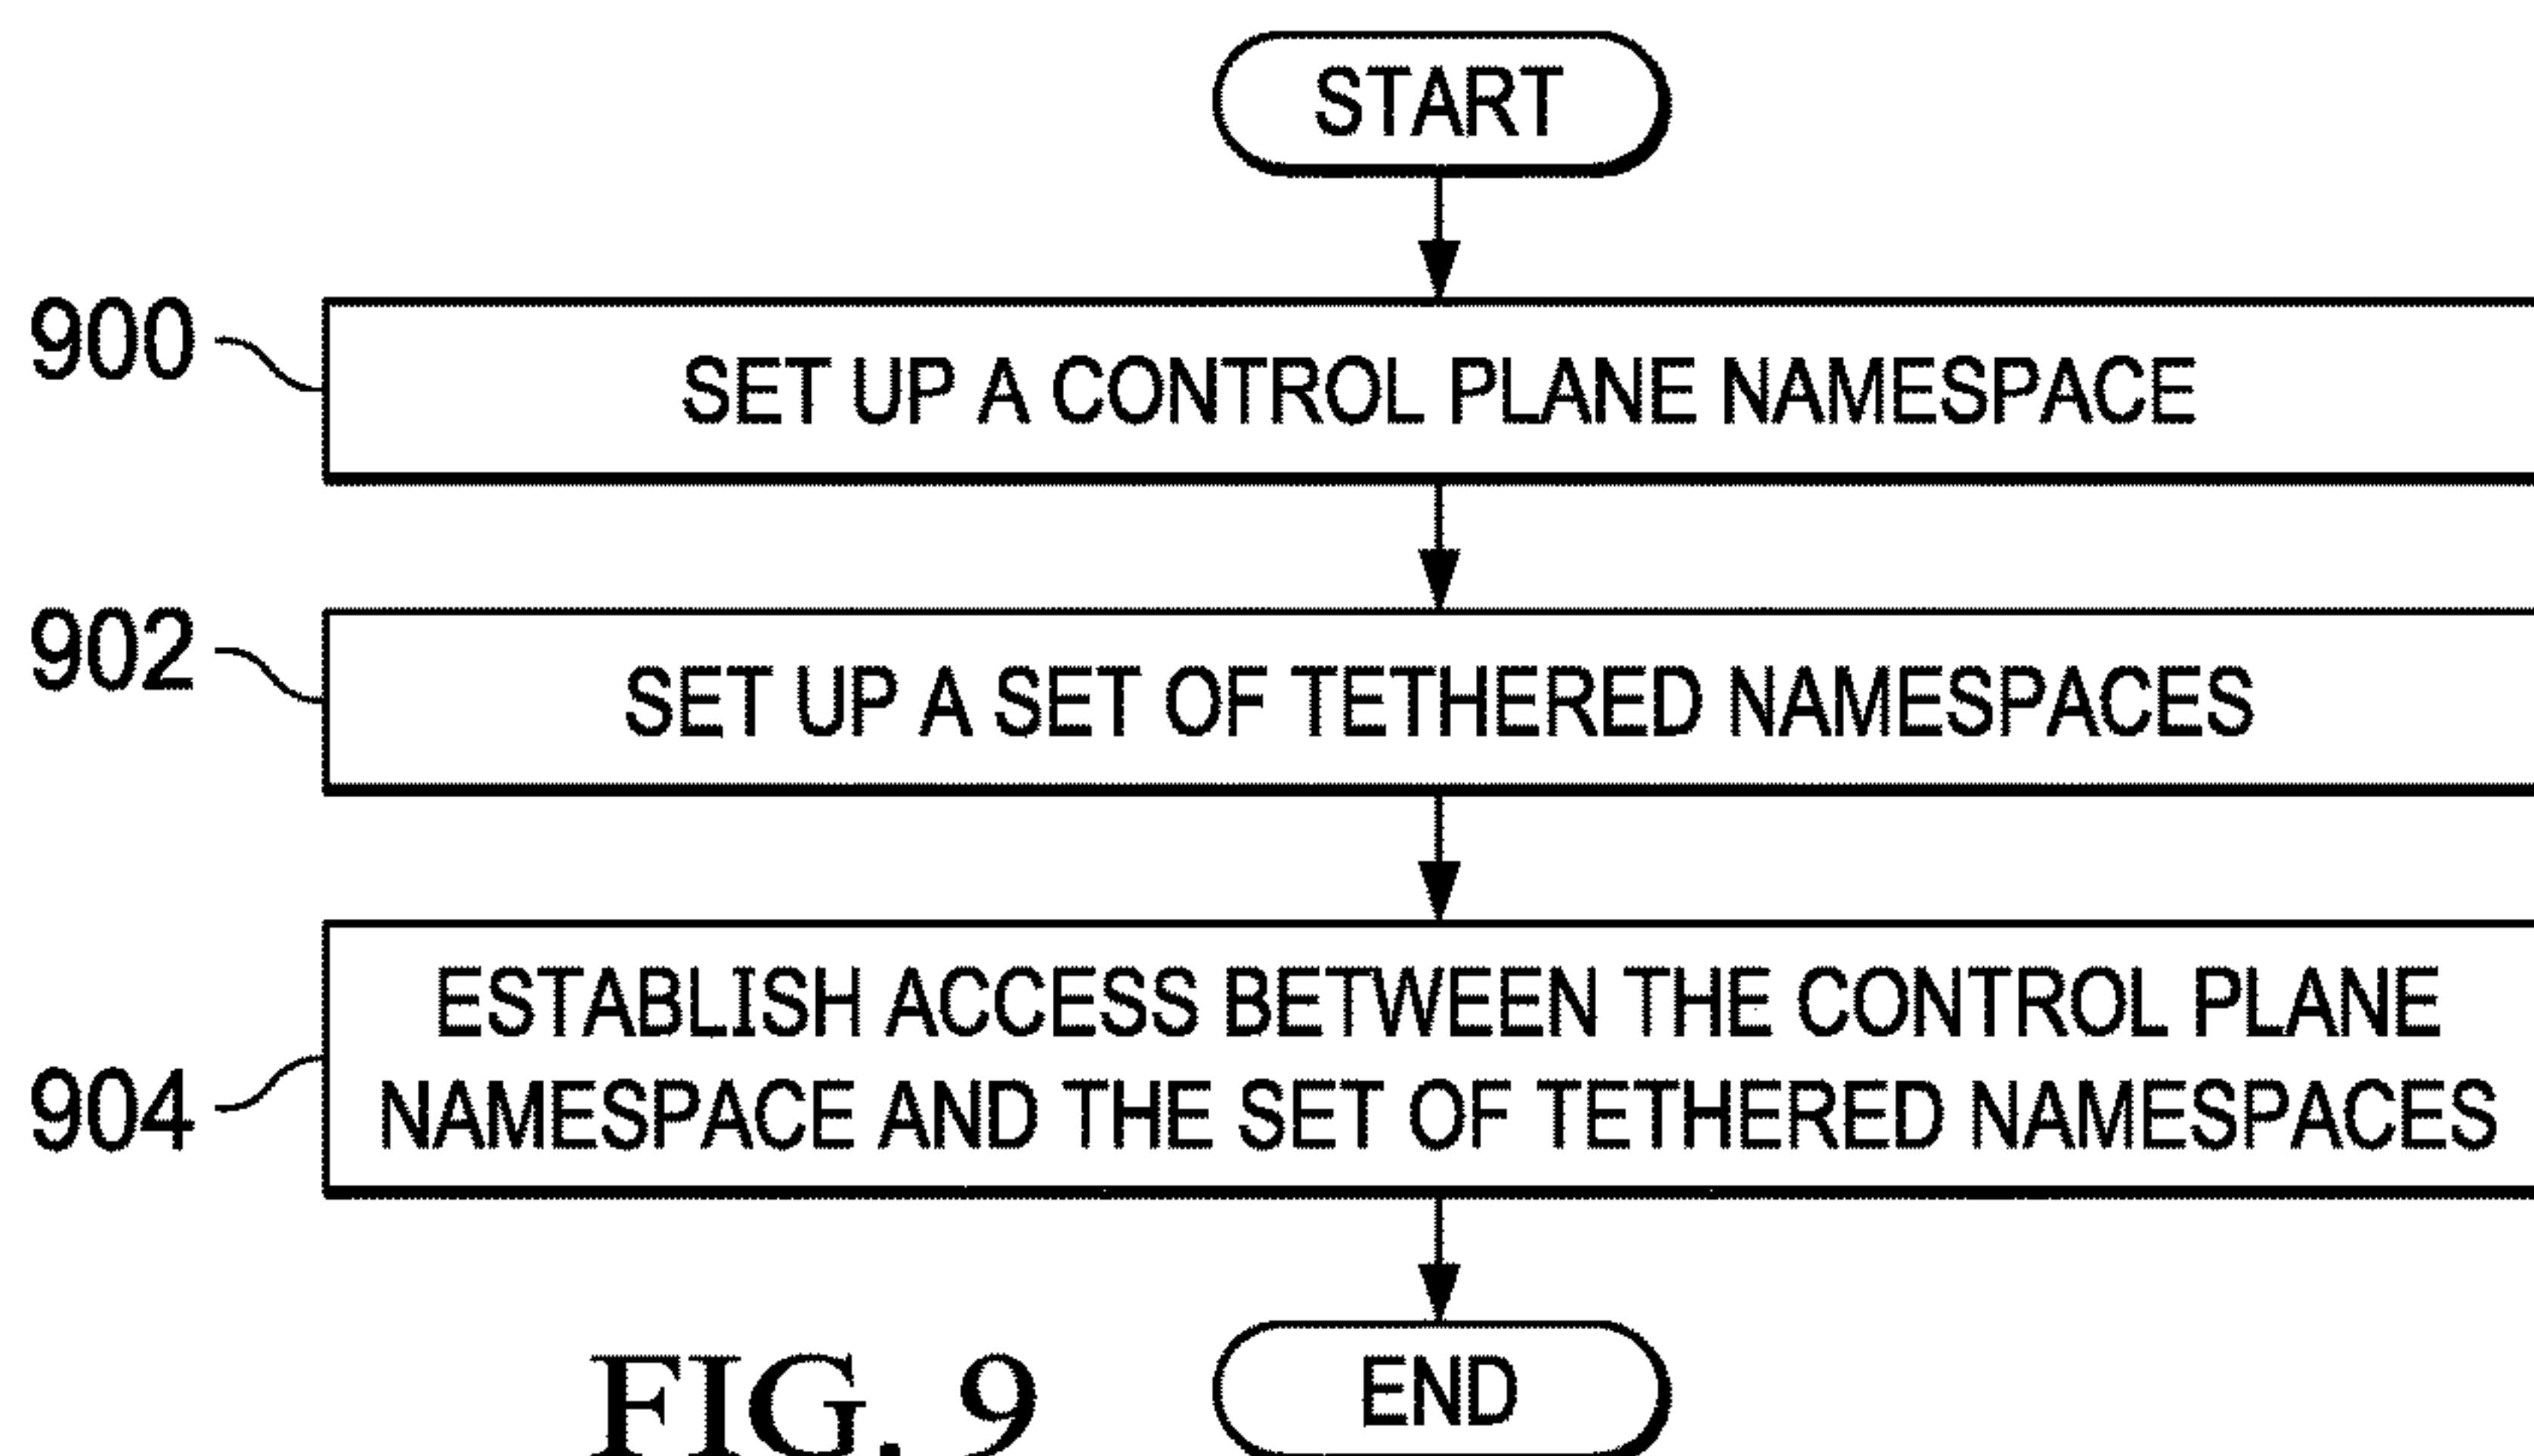 START
900
SET UP A CONTROL PLANE NAMESPACE
902
SET UP A SET OF TETHERED NAMESPACES
904
ESTABLISH ACCESS BETWEEN THE CONTROL PLANE
NAMESPACE AND THE SET OF TETHERED NAMESPACES
END
FIG. 9